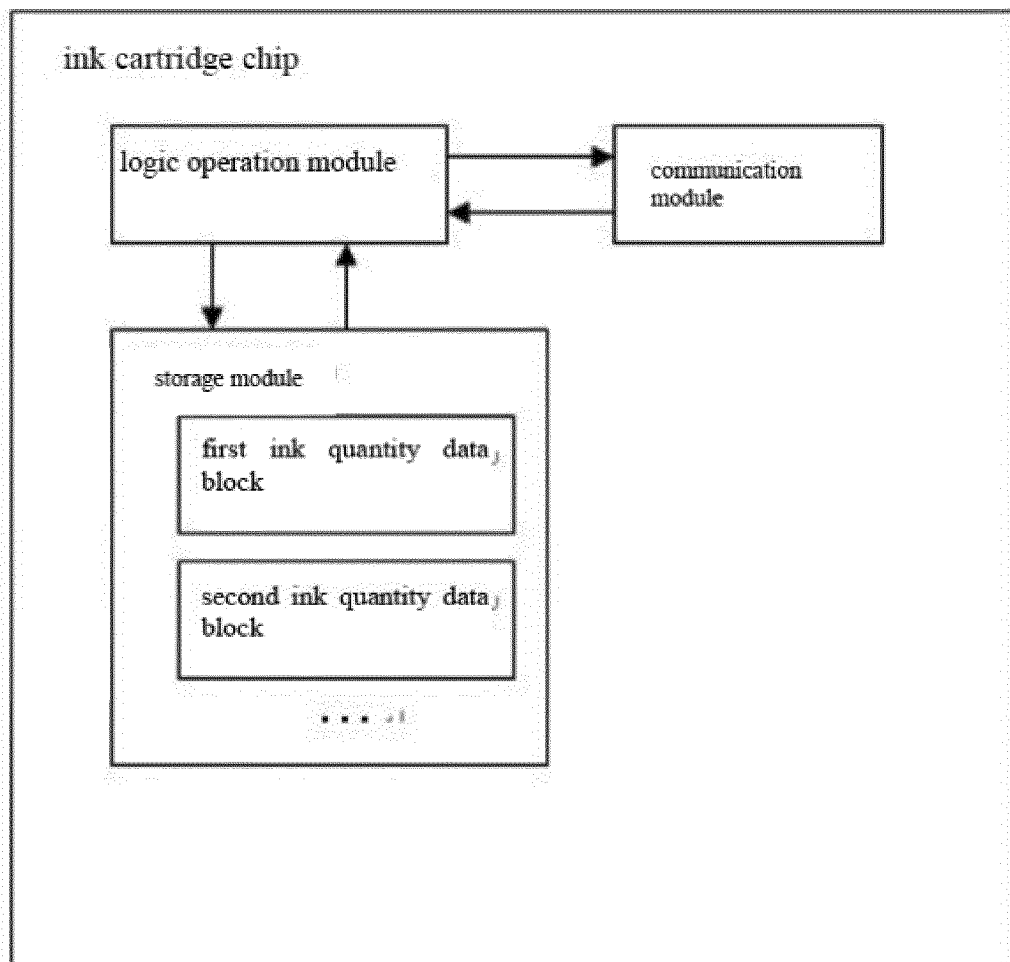 ink cartridge chip
logic operation module
communication
module
storage module
first ink quantity data
block
second ink quantity data
block
...